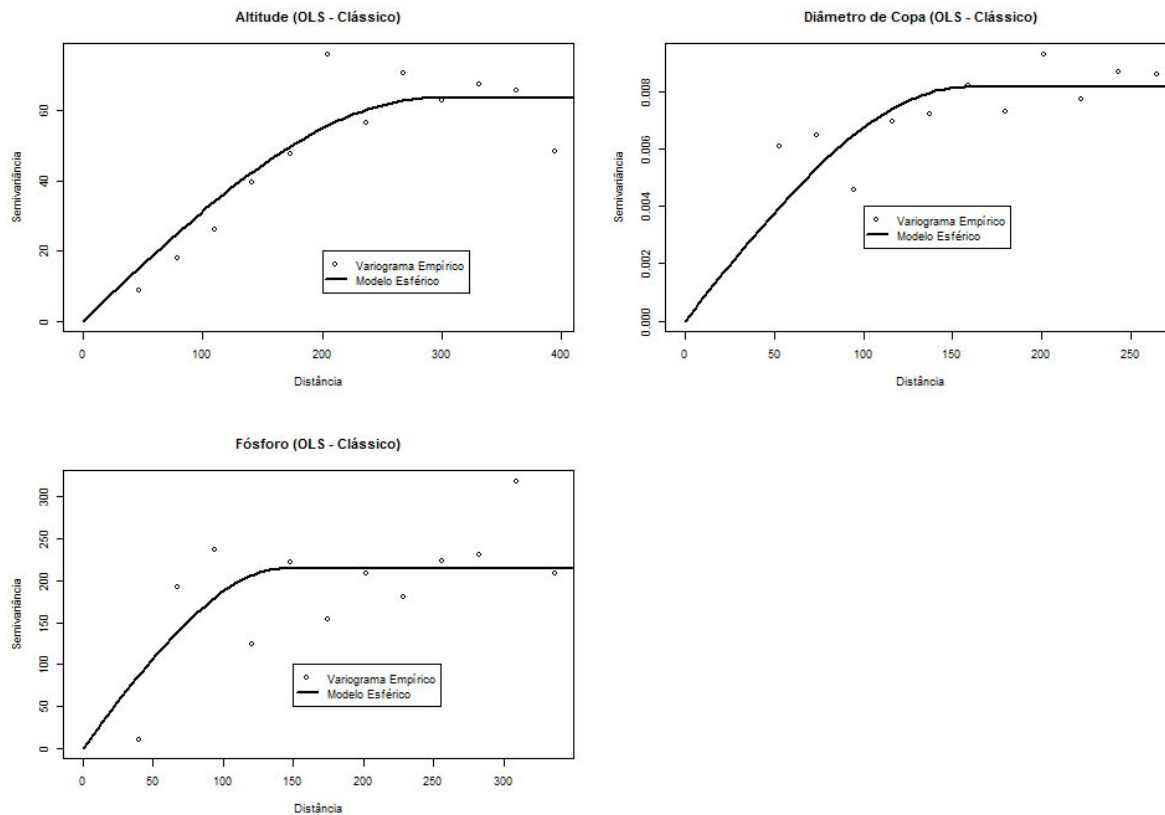 Altitude (OLS - Clássico)
Semivariância
0
20
40
60
Variograma Empírico
Modelo Esférico
0 100 200 300 400
Distância
Diâmetro de Copa (OLS - Clássico)
Semivariância
0.000
0.002
0.004
0.006
0.008
Variograma Empírico
Modelo Esférico
0 50 100 150 200 250
Distância
Fósforo (OLS - Clássico)
Semivariância
0
50
100
150
200
250
300
Variograma Empírico
Modelo Esférico
0 50 100 150 200 250 300
Distância